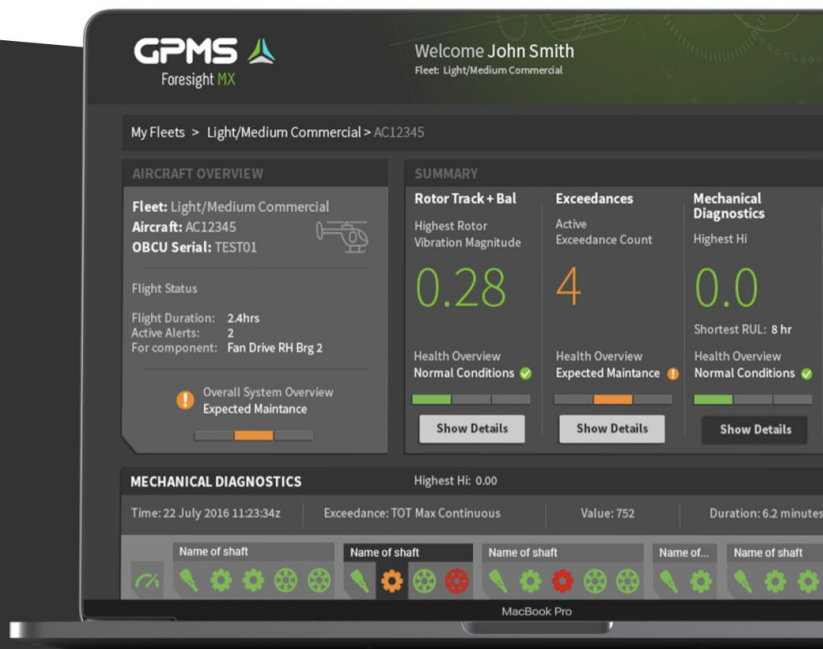 GPMS
Foresight MX
Welcome John Smith
Fleet: Light/Medium Commercial
My Fleets > Light/Medium Commercial > AC12345
AIRCRAFT OVERVIEW
Fleet: Light/Medium Commercial
Aircraft: AC12345
OBCU Serial: TEST01
Flight Status
Flight Duration: 2.4hrs
Active Alerts: 2
For component: Fan Drive RH Brg 2
Overall System Overview
Expected Maintance
SUMMARY
Rotor Track + Bal
Highest Rotor
Vibration Magnitude
0.28
Health Overview
Normal Conditions
Show Details
Exceedances
Active
Exceedance Count
4
Health Overview
Expected Maintance
Show Details
Mechanical
Diagnostics
Highest Hi
0.0
Shortest RUL: 8 hr
Health Overview
Normal Conditions
Show Details
MECHANICAL DIAGNOSTICS Highest Hi: 0.00
Time: 22 July 2016 11:23:34z Exceedance: TOT Max Continuous Value: 752 Duration: 6.2 minutes
Name of shaft Name of shaft Name of shaft Name of... Name of shaft
MacBook Pro